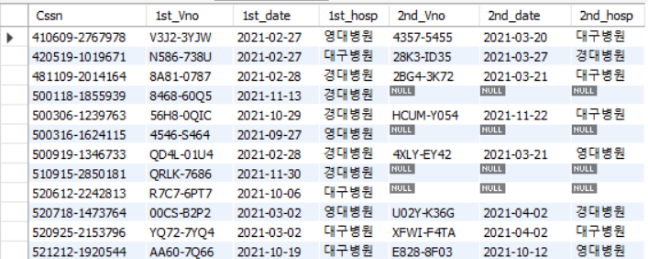 Cssn 1st_Vno 1st_date 1st_hosp 2nd_Vno 2nd_date 2nd_hosp
410609-2767978 V3J2-3YJW 2021-02-27 영대병원 4357-5455 2021-03-20 대구병원
420519-1019671 N586-738U 2021-02-27 대구병원 28K3-ID35 2021-03-27 경대병원
481109-2014164 8A81-0787 2021-02-28 경대병원 2BG4-3K72 2021-03-21 대구병원
500118-1855939 8468-60Q5 2021-11-13 경대병원 NULL NULL NULL
500306-1239763 56H8-0QIC 2021-10-29 경대병원 HCUM-Y054 2021-11-22 대구병원
500316-1624115 4546-S464 2021-09-27 영대병원 NULL NULL NULL
500919-1346733 QD4L-01U4 2021-02-28 경대병원 4XLY-EY42 2021-03-21 영대병원
510915-2850181 QRLK-7686 2021-11-30 경대병원 NULL NULL NULL
520612-2242813 R7C7-6PT7 2021-10-06 대구병원 NULL NULL NULL
520718-1473764 00CS-B2P2 2021-03-02 영대병원 U02Y-K36G 2021-04-02 경대병원
520925-2153796 YQ72-7YQ4 2021-03-02 대구병원 XFWI-F4TA 2021-04-02 대구병원
521212-1920544 AA60-7Q66 2021-10-19 대구병원 E828-8F03 2021-10-12 영대병원